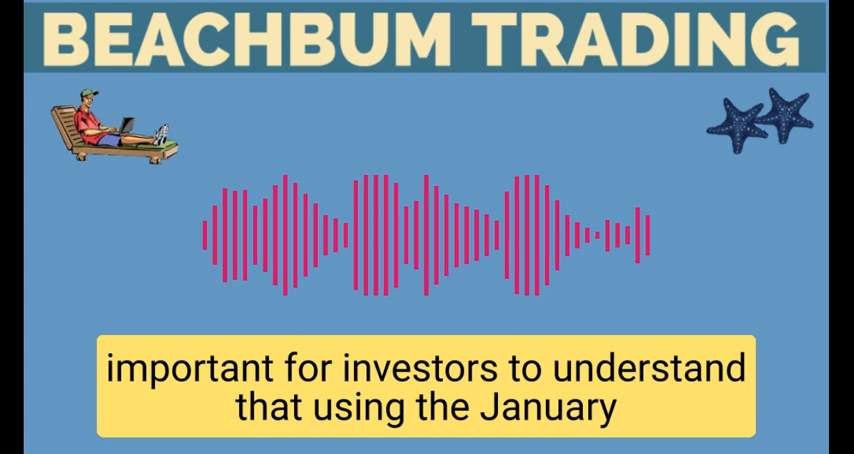 BEACHBUM TRADING
important for investors to understand
that using the January